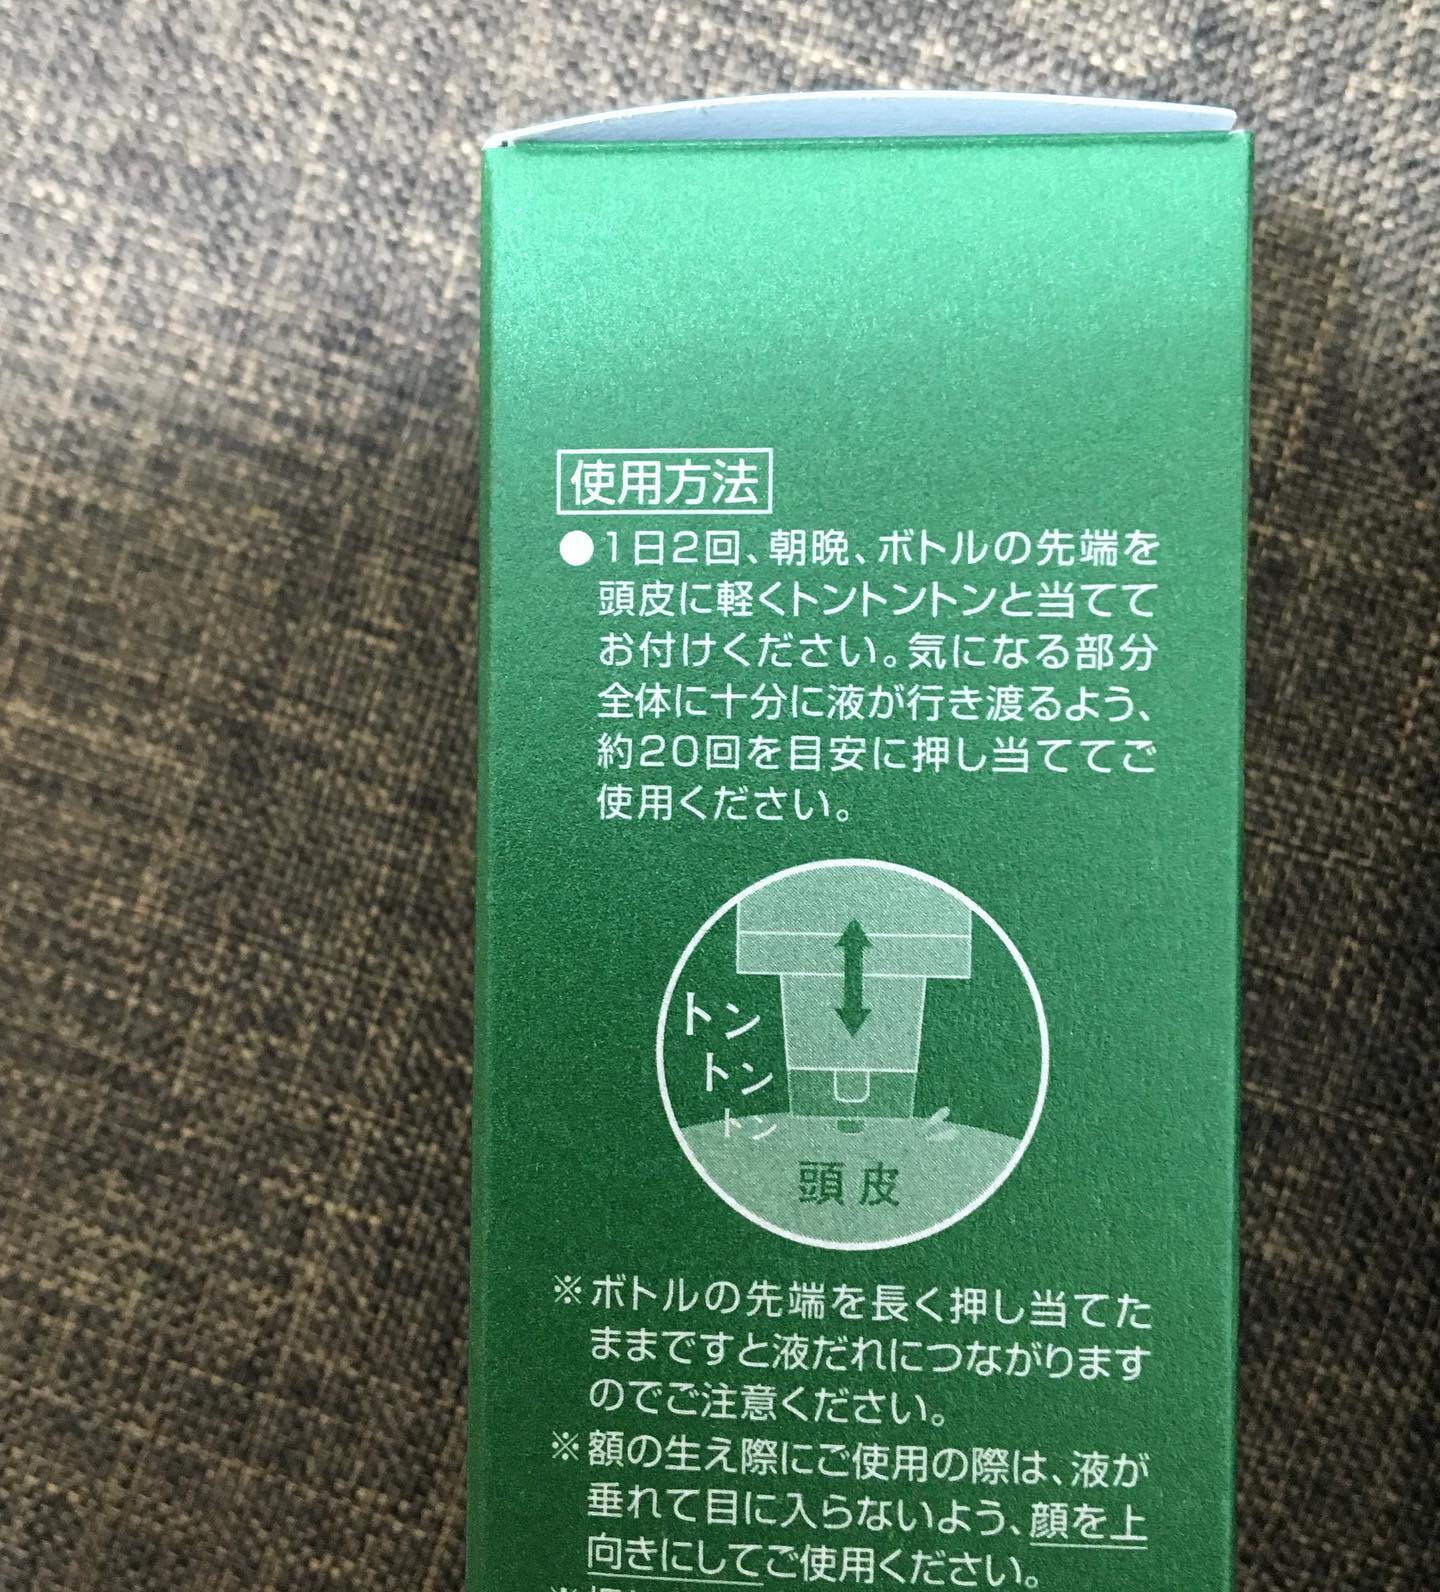 使用方法
●1日2回、朝晩、ボトルの先端を
頭皮に軽くトントントンと当てて
お付けください。気になる部分
全体に十分に液が行き渡るよう、
約20回を目安に押し当ててご
使用ください。
トン
トン
トン
頭皮
※ボトルの先端を長く押し当てた
ままですと液だれにつながります
のでご注意ください。
※額の生え際にご使用の際は、液が
垂れて目に入らないよう、顔を上
向きにしてご使用ください。